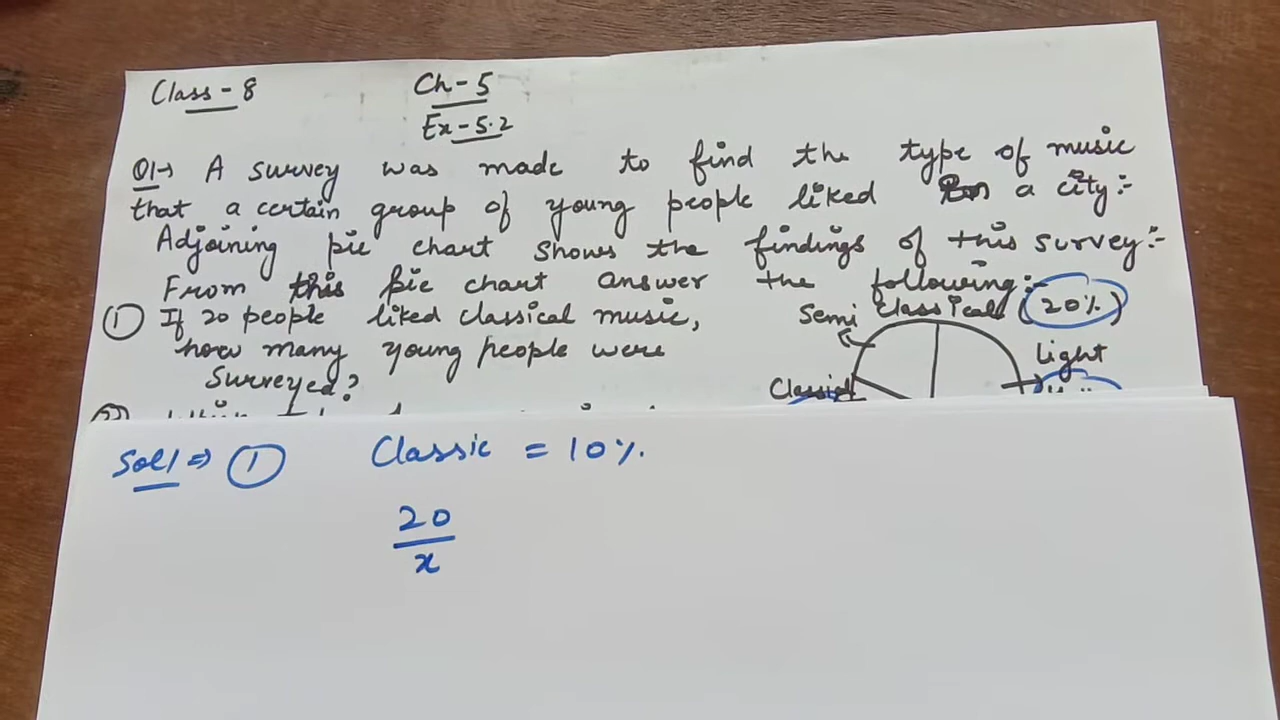 Class - 8
Ch - 5
Ex - 5.2
Q1→ A survey was made to find the type of music
that a certain group of young people liked in a city:-
Adjoining pie chart shows the findings of this survey:-
From this pie chart answer the following:-
① If 20 people liked classical music,
how many young people were
Surveyed?
Semi Classical (20%)
Light
Classical
Sol1 ⇒ ① Classic = 10%
20
x